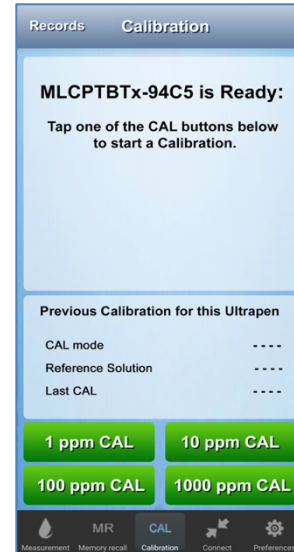 Records Calibration
MLCPTBTx-94C5 is Ready:
Tap one of the CAL buttons below
to start a Calibration.
Previous Calibration for this Ultrapen
CAL mode ----
Reference Solution ----
Last CAL ----
1 ppm CAL 10 ppm CAL
100 ppm CAL 1000 ppm CAL
MR CAL
Measurement Memory recall Calibration Connect Preferences